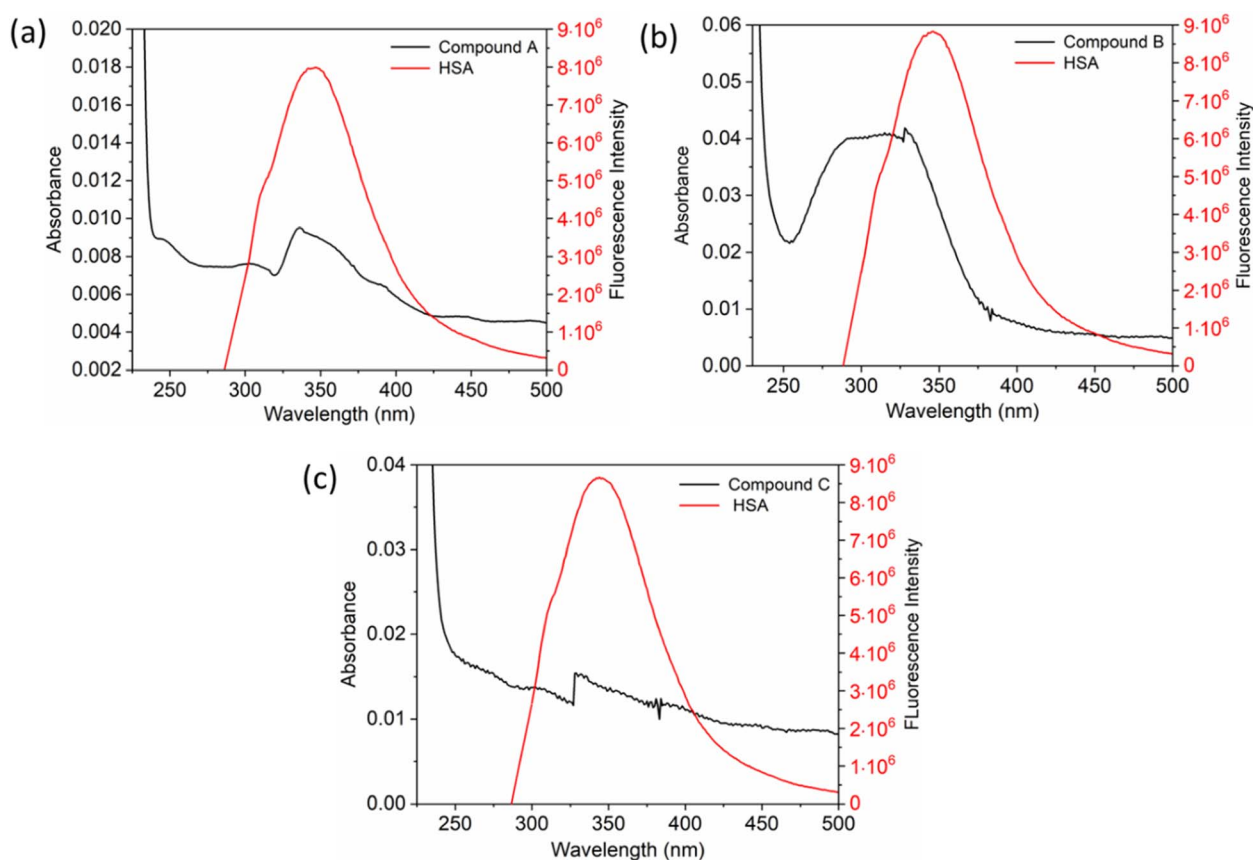 (a)
Absorbance
0.020
0.018
0.016
0.014
0.012
0.010
0.008
0.006
0.004
0.002
Compound A
HSA
9·10⁶
8·10⁶
7·10⁶
6·10⁶
5·10⁶
4·10⁶
3·10⁶
2·10⁶
1·10⁶
0
Fluorescence Intensity
250 300 350 400 450 500
Wavelength (nm)
(b)
Absorbance
0.06
0.05
0.04
0.03
0.02
0.01
0.00
Compound B
HSA
9·10⁶
8·10⁶
7·10⁶
6·10⁶
5·10⁶
4·10⁶
3·10⁶
2·10⁶
1·10⁶
0
Fluorescence Intensity
250 300 350 400 450 500
Wavelength (nm)
(c)
Absorbance
0.04
0.03
0.02
0.01
0.00
Compound C
HSA
9·10⁶
8·10⁶
7·10⁶
6·10⁶
5·10⁶
4·10⁶
3·10⁶
2·10⁶
1·10⁶
0
FLuorescence Intensity
250 300 350 400 450 500
Wavelength (nm)